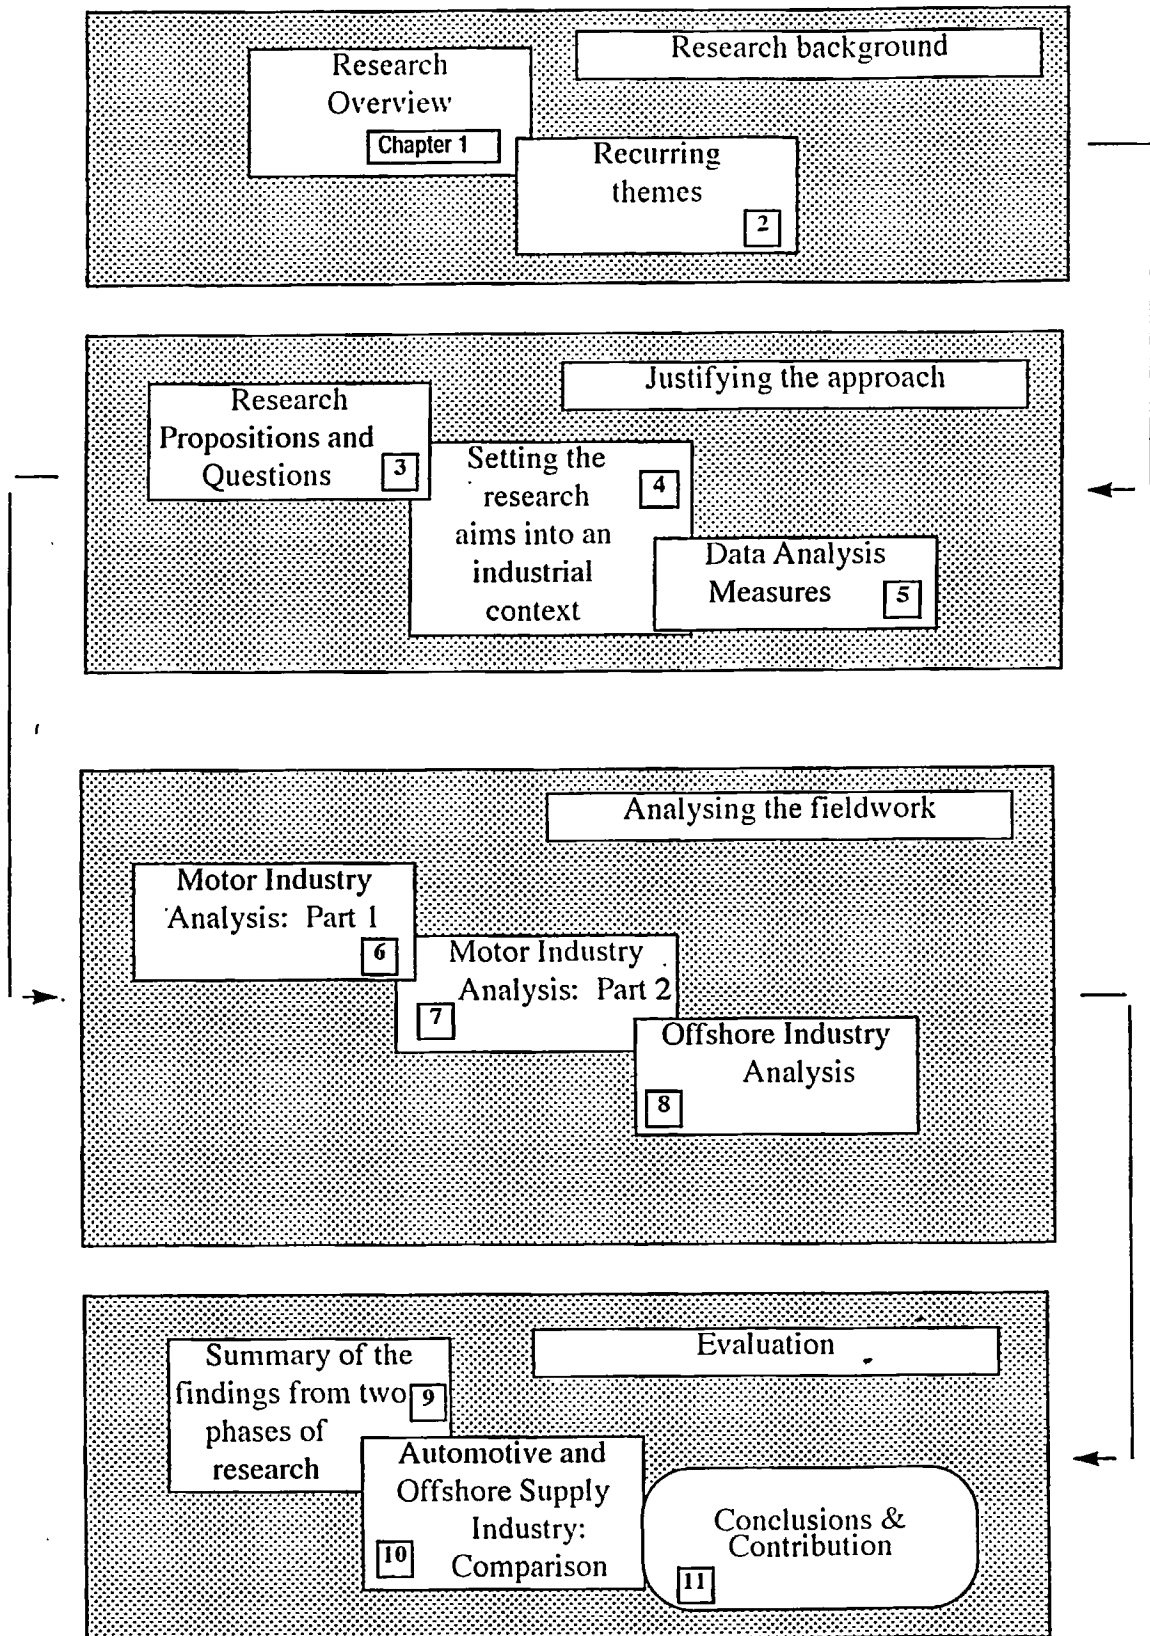 Research background
Research
Overview
Chapter 1
Recurring
themes
2
Justifying the approach
Research
Propositions and
Questions
3
Setting the
research
aims into an
industrial
context
4
Data Analysis
Measures
5
Analysing the fieldwork
Motor Industry
Analysis: Part 1
6
Motor Industry
Analysis: Part 2
7
Offshore Industry
Analysis
8
Evaluation
Summary of the
findings from two
phases of
research
9
Automotive and
Offshore Supply
Industry:
Comparison
10
Conclusions &
Contribution
11